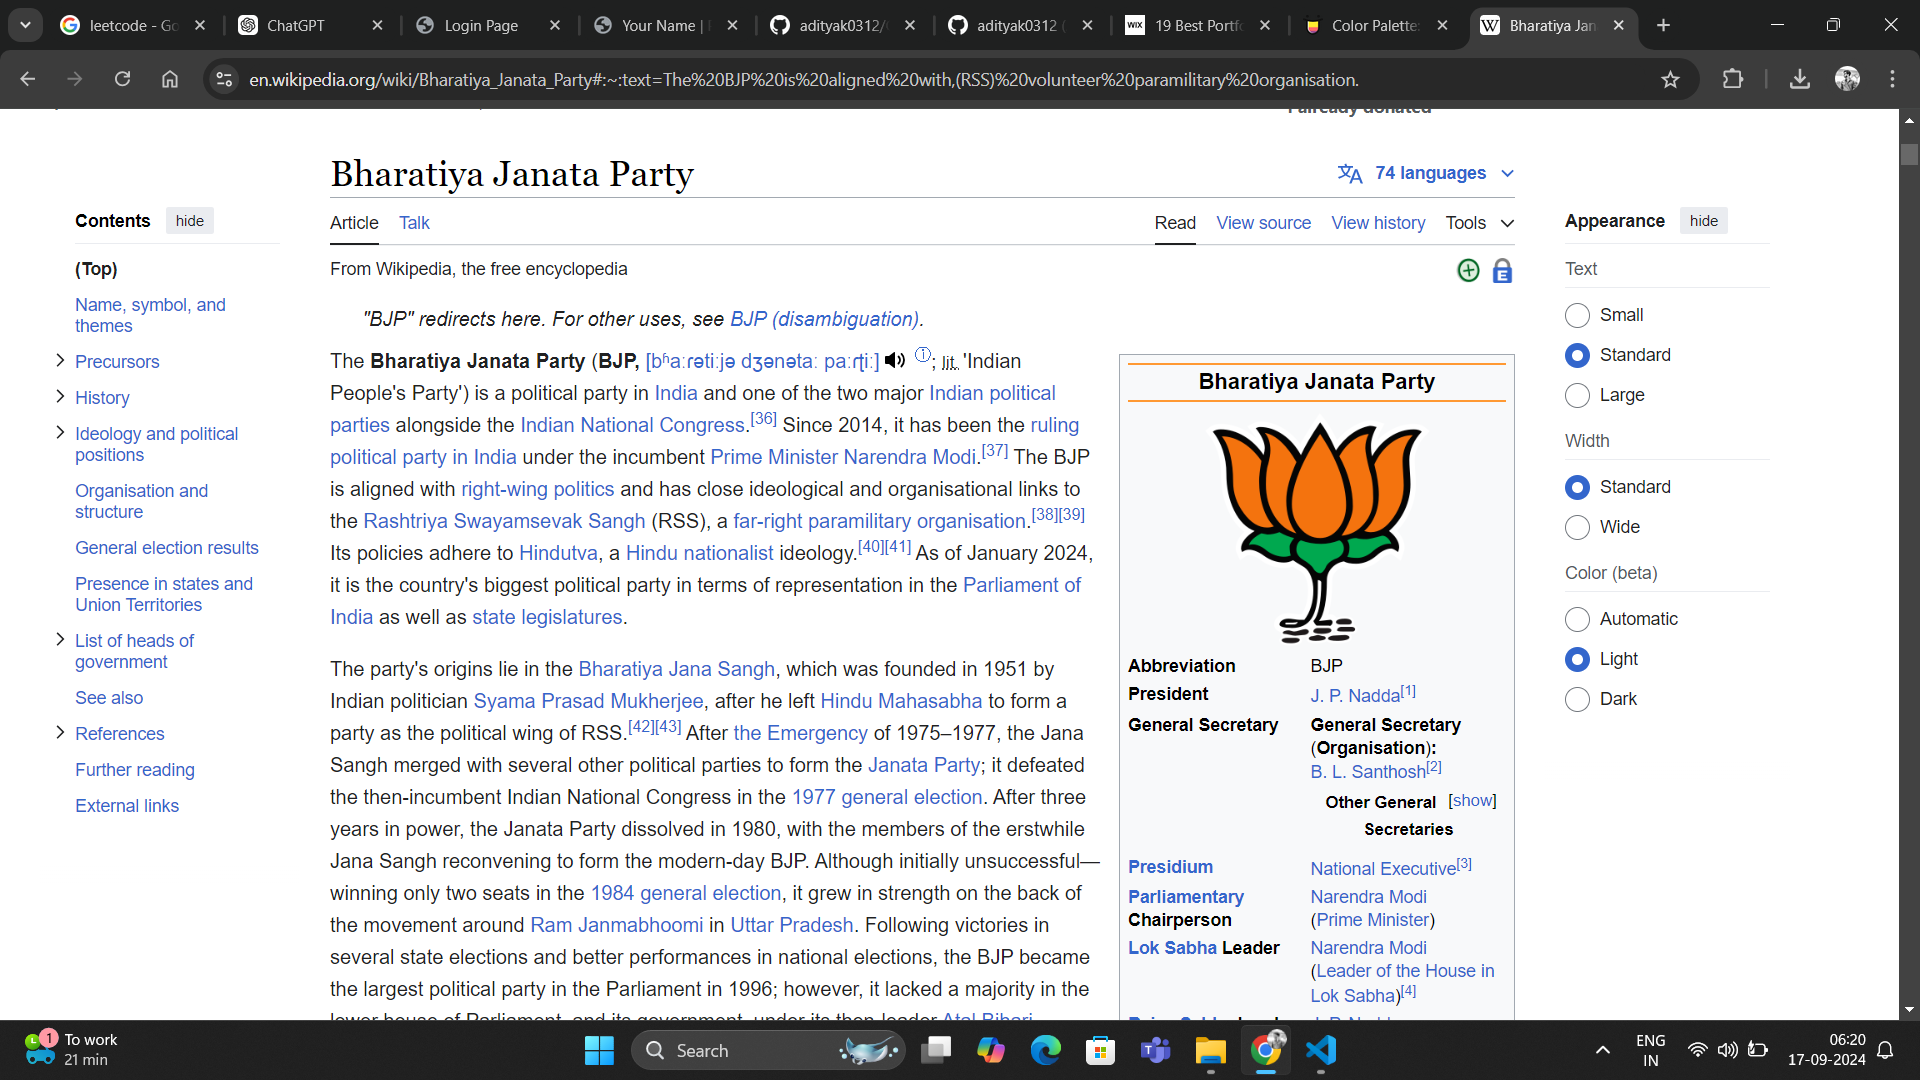 leetcode - Go
ChatGPT
Login Page
Your Name |
adityak0312/
adityak0312 (
WIX
19 Best Portfo
Color Palette:
W
Bharatiya Jan
en.wikipedia.org/wiki/Bharatiya_Janata_Party#:~:text=The%20BJP%20is%20aligned%20with,(RSS)%20volunteer%20paramilitary%20organisation.
I already donated
Bharatiya Janata Party
74 languages
Contents hide
(Top)
Name, symbol, and
themes
Precursors
History
Ideology and political
positions
Organisation and
structure
General election results
Presence in states and
Union Territories
List of heads of
government
See also
References
Further reading
External links
Article Talk
Read View source View history Tools
From Wikipedia, the free encyclopedia
E
"BJP" redirects here. For other uses, see BJP (disambiguation).
The Bharatiya Janata Party (BJP, [bʱaːɾətiːjə dʒənətaː paːɾʈiː] ⓘ; lit. 'Indian
People's Party') is a political party in India and one of the two major Indian political
parties alongside the Indian National Congress.[36] Since 2014, it has been the ruling
political party in India under the incumbent Prime Minister Narendra Modi.[37] The BJP
is aligned with right-wing politics and has close ideological and organisational links to
the Rashtriya Swayamsevak Sangh (RSS), a far-right paramilitary organisation.[38][39]
Its policies adhere to Hindutva, a Hindu nationalist ideology.[40][41] As of January 2024,
it is the country's biggest political party in terms of representation in the Parliament of
India as well as state legislatures.
The party's origins lie in the Bharatiya Jana Sangh, which was founded in 1951 by
Indian politician Syama Prasad Mukherjee, after he left Hindu Mahasabha to form a
party as the political wing of RSS.[42][43] After the Emergency of 1975–1977, the Jana
Sangh merged with several other political parties to form the Janata Party; it defeated
the then-incumbent Indian National Congress in the 1977 general election. After three
years in power, the Janata Party dissolved in 1980, with the members of the erstwhile
Jana Sangh reconvening to form the modern-day BJP. Although initially unsuccessful—
winning only two seats in the 1984 general election, it grew in strength on the back of
the movement around Ram Janmabhoomi in Uttar Pradesh. Following victories in
several state elections and better performances in national elections, the BJP became
the largest political party in the Parliament in 1996; however, it lacked a majority in the
lower house of Parliament, and its government, under its then-leader Atal Bihari
Bharatiya Janata Party
Abbreviation BJP
President J. P. Nadda[1]
General Secretary General Secretary
(Organisation):
B. L. Santhosh[2]
Other General [show]
Secretaries
Presidium National Executive[3]
Parliamentary Narendra Modi
Chairperson (Prime Minister)
Lok Sabha Leader Narendra Modi
(Leader of the House in
Lok Sabha)[4]
Appearance hide
Text
Small
Standard
Large
Width
Standard
Wide
Color (beta)
Automatic
Light
Dark
1
To work
21 min
Search
ENG
IN
06:20
17-09-2024